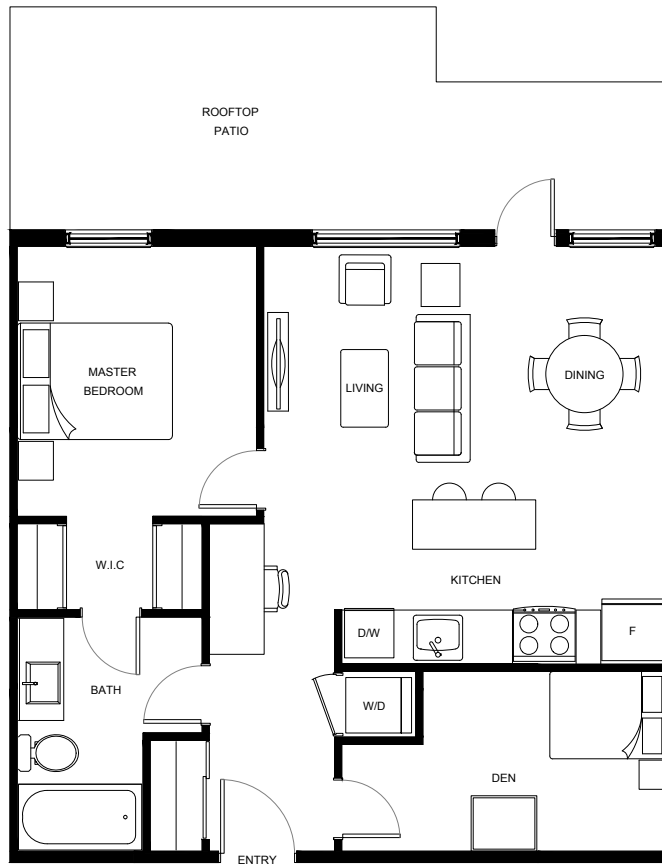 ROOFTOP
PATIO
MASTER
BEDROOM
LIVING
DINING
W.I.C
KITCHEN
D/W
F
BATH
W/D
DEN
ENTRY